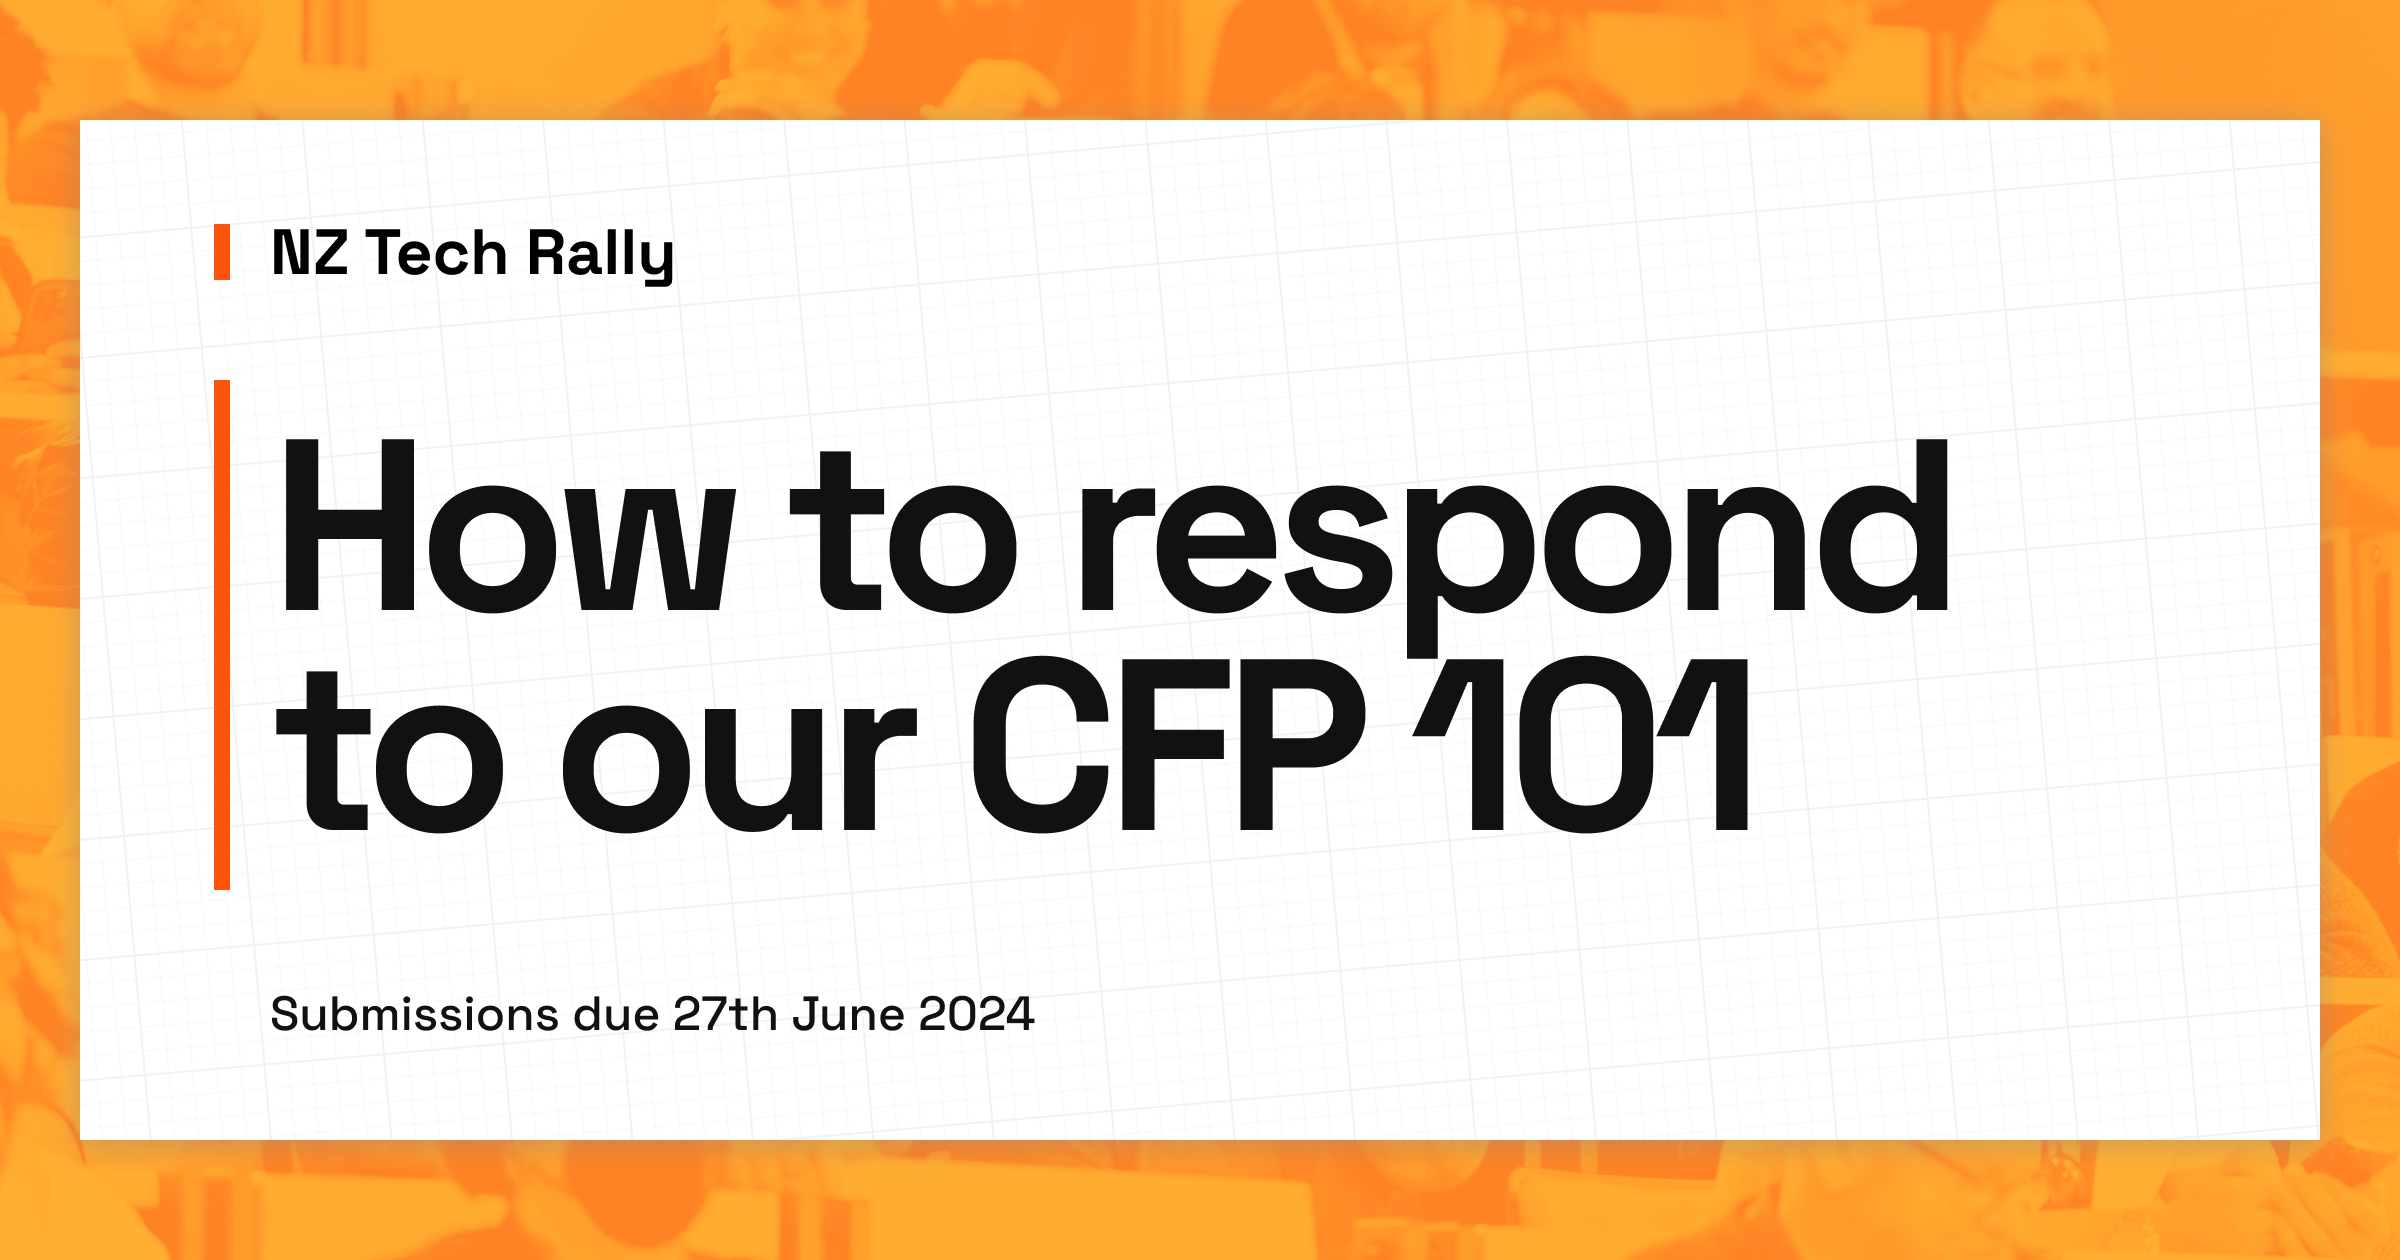 NZ Tech Rally
How to respond
to our CFP 101
Submissions due 27th June 2024